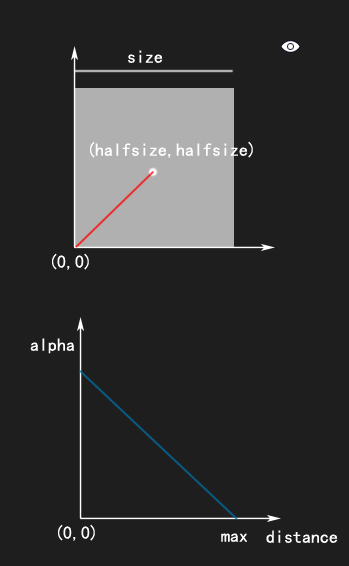 size
(halfsize,halfsize)
(0,0)
alpha
(0,0)
max distance